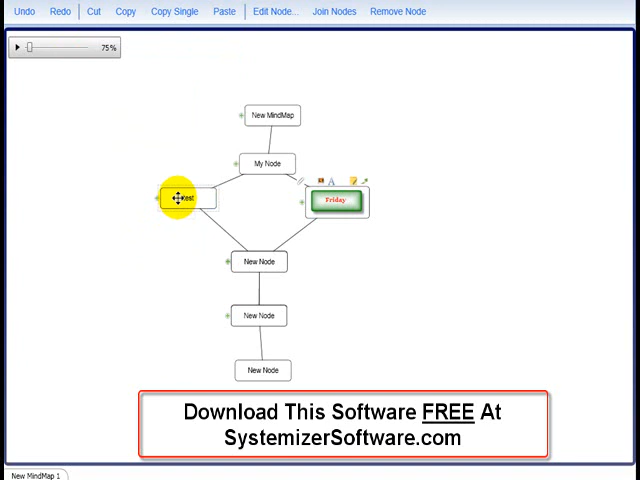 Undo Redo Cut Copy Copy Single Paste Edit Node... Join Nodes Remove Node
75%
New MindMap
My Node
test
Friday
New Node
New Node
New Node
Download This Software FREE At
SystemizerSoftware.com
New MindMap 1